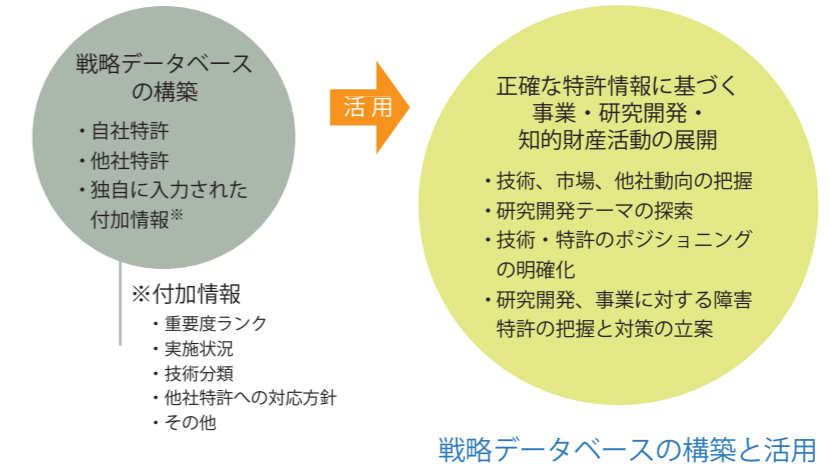 戦略データベース
の構築
・自社特許
・他社特許
・独自に入力された
付加情報※
※付加情報
・重要度ランク
・実施状況
・技術分類
・他社特許への対応方針
・その他
活用
正確な特許情報に基づく
事業・研究開発・
知的財産活動の展開
・技術、市場、他社動向の把握
・研究開発テーマの探索
・技術・特許のポジショニング
の明確化
・研究開発、事業に対する障害
特許の把握と対策の立案
戦略データベースの構築と活用